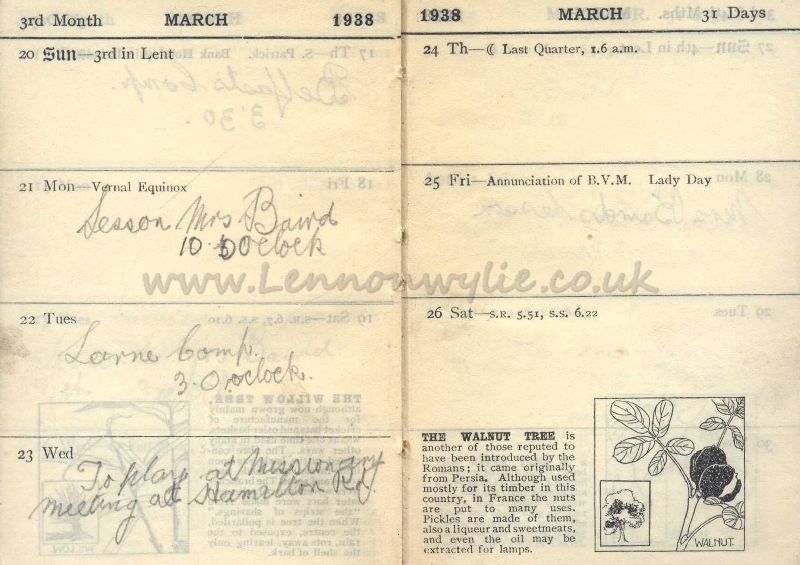 3rd Month MARCH 1938
20 Sun—3rd in Lent
21 Mon—Vernal Equinox
Lesson Mrs Baird
10 O'Oclock
22 Tues
Larne Comp.
3.O'oclock.
23 Wed
To play at Missionary
meeting at Hamilton Rd.
1938 MARCH 31 Days
24 Th—☾ Last Quarter, 1.6 a.m.
25 Fri—Annunciation of B.V.M. Lady Day
26 Sat—S.R. 5.51, S.S. 6.22
THE WALNUT TREE is
another of those reputed to
have been introduced by the
Romans; it came originally
from Persia. Although used
mostly for its timber in this
country, in France the nuts
are put to many uses.
Pickles are made of them,
also a liqueur and sweetmeats,
and even the oil may be
extracted for lamps.
WALNUT.
www.Lennonwylie.co.uk